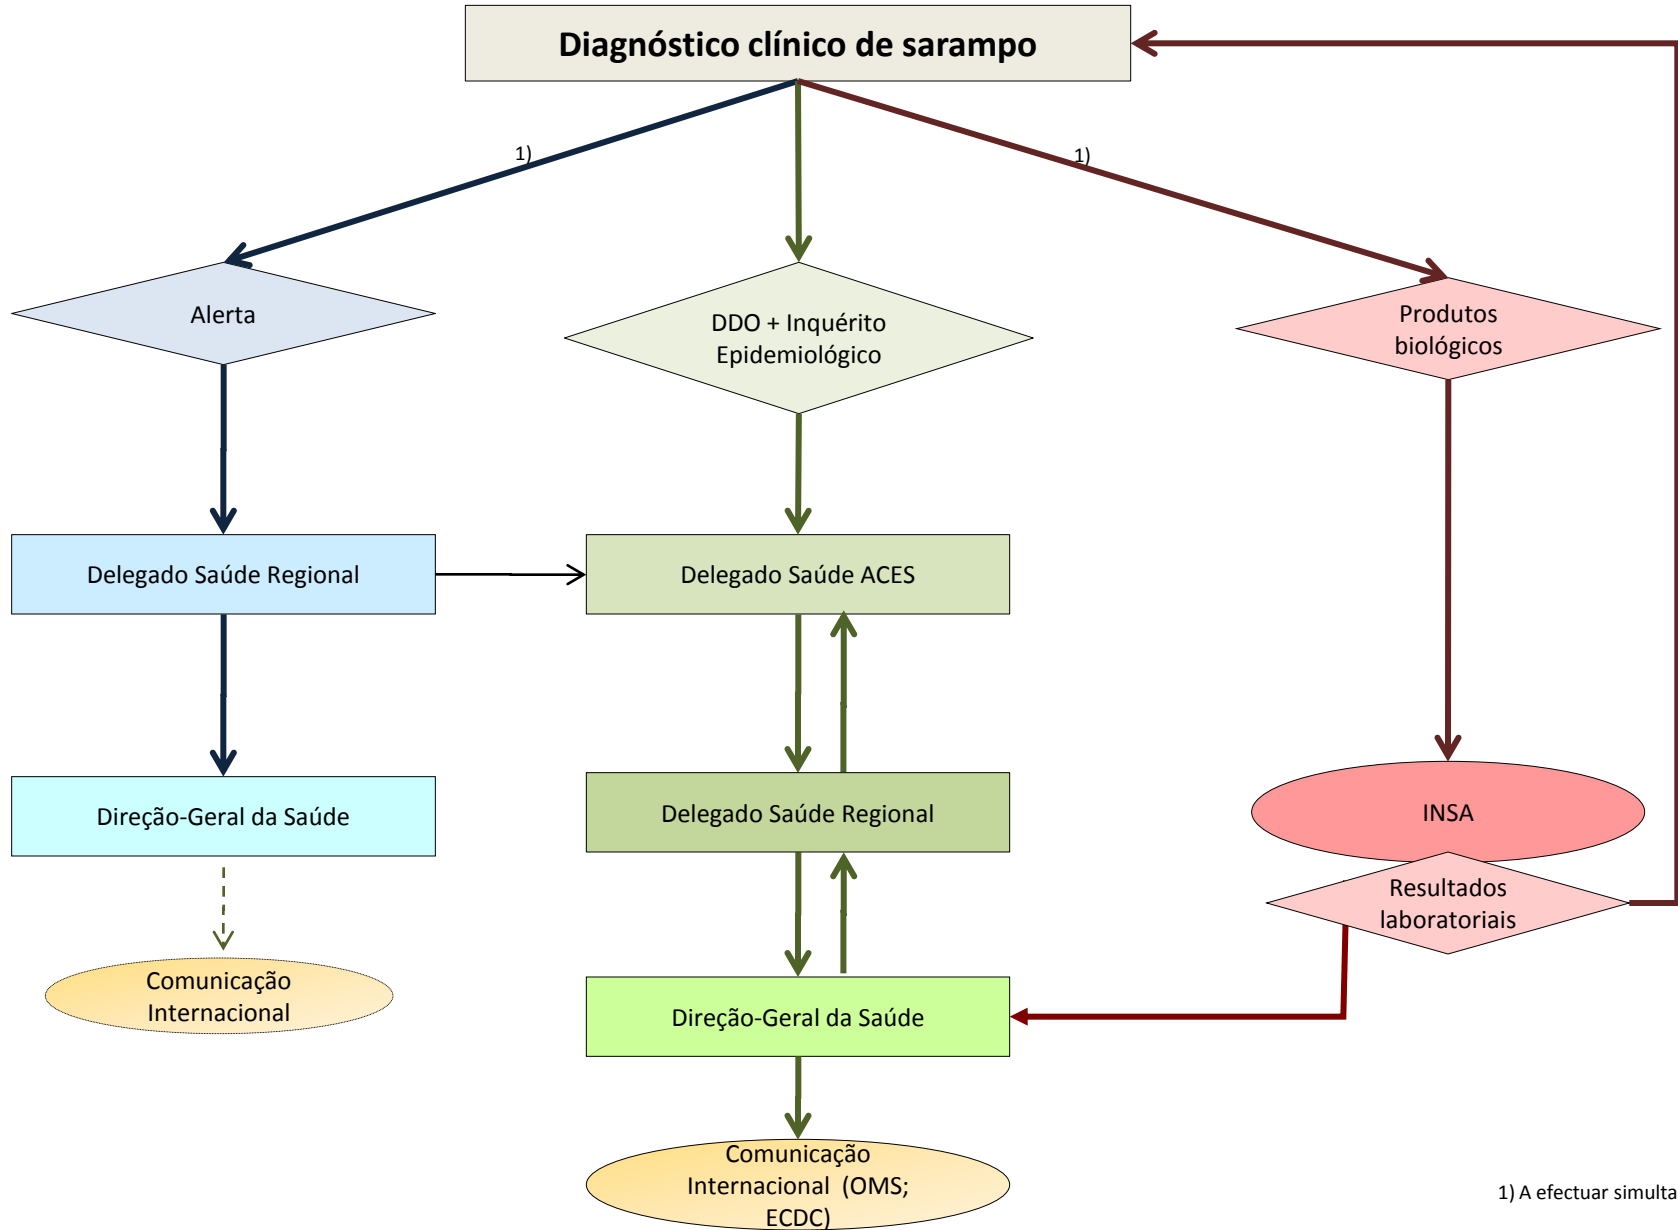 Diagnóstico clínico de sarampo
1)
1)
Alerta
DDO + Inquérito
Epidemiológico
Produtos
biológicos
Delegado Saúde Regional
Delegado Saúde ACES
Direção-Geral da Saúde
Delegado Saúde Regional
INSA
Resultados
laboratoriais
Comunicação
Internacional
Direção-Geral da Saúde
Comunicação
Internacional (OMS;
ECDC)
1) A efectuar simulta